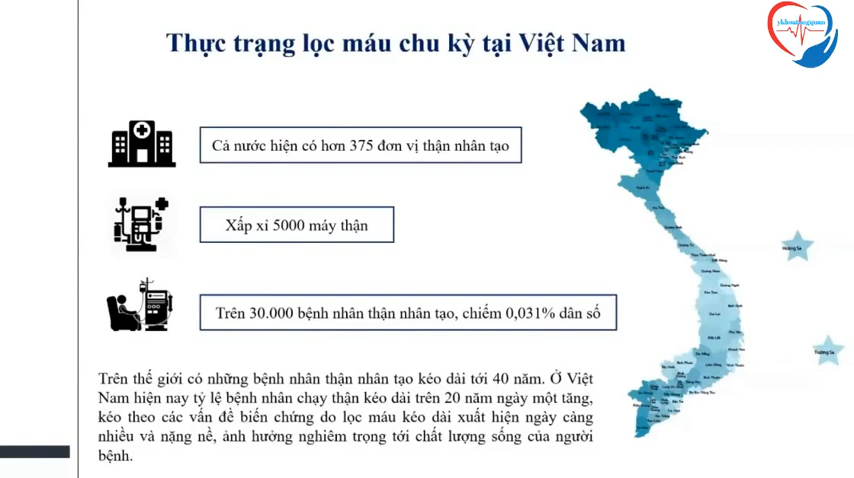 ykhoatongquan
Thực trạng lọc máu chu kỳ tại Việt Nam
Cả nước hiện có hơn 375 đơn vị thận nhân tạo
Xấp xỉ 5000 máy thận
Trên 30.000 bệnh nhân thận nhân tạo, chiếm 0,031% dân số
Hoàng Sa
Trường Sa
Trên thế giới có những bệnh nhân thận nhân tạo kéo dài tới 40 năm. Ở Việt
Nam hiện nay tỷ lệ bệnh nhân chạy thận kéo dài trên 20 năm ngày một tăng,
kéo theo các vấn đề biến chứng do lọc máu kéo dài xuất hiện ngày càng
nhiều và nặng nề, ảnh hưởng nghiêm trọng tới chất lượng sống của người
bệnh.